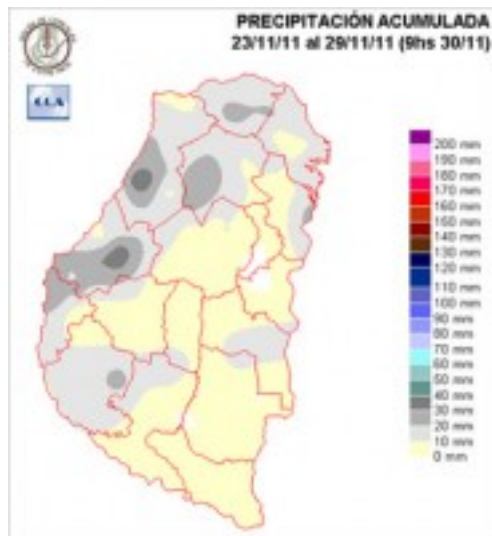 PRECIPITACIÓN ACUMULADA
23/11/11 al 29/11/11 (9hs 30/11)
200 mm
190 mm
180 mm
170 mm
160 mm
150 mm
140 mm
130 mm
120 mm
110 mm
100 mm
90 mm
80 mm
70 mm
60 mm
50 mm
40 mm
30 mm
20 mm
10 mm
0 mm